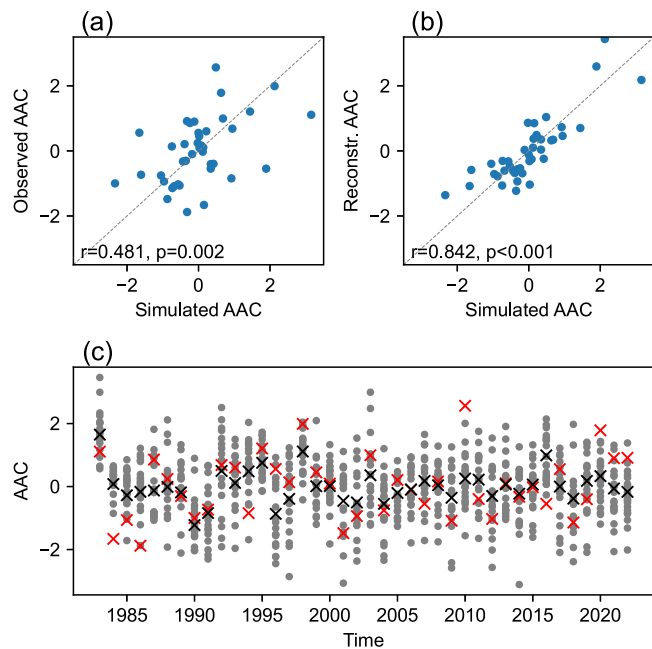 (a)
(b)
Observed AAC
2
0
−2
r=0.481, p=0.002
−2
0
2
Simulated AAC
Reconstr. AAC
2
0
−2
r=0.842, p<0.001
−2
0
2
Simulated AAC
(c)
AAC
2
0
−2
1985
1990
1995
2000
2005
2010
2015
2020
Time